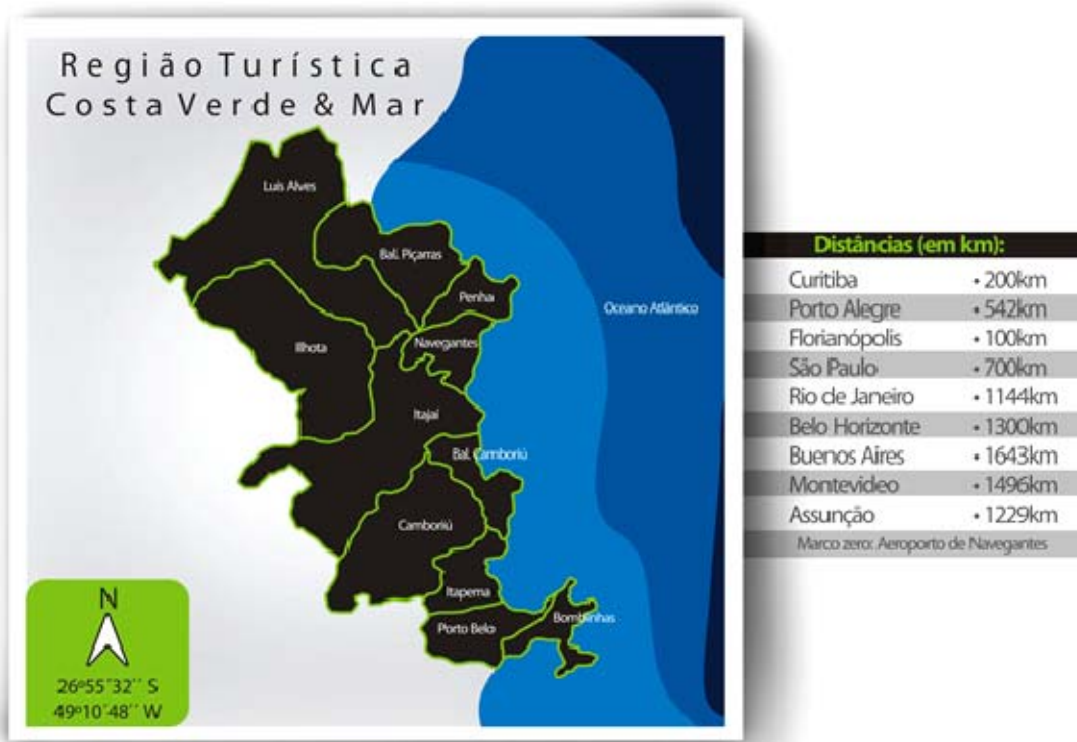 Região Turística
Costa Verde & Mar
Luis Alves
Bal. Piçarras
Penha
Navegantes
Ilhota
Itajaí
Bal. Camboriú
Camboriú
Itapema
Porto Belo
Bombinhas
Oceano Atlântico
N
26º55´32´´ S
49º10´48´´ W
Distâncias (em km):
Curitiba • 200km
Porto Alegre • 542km
Florianópolis • 100km
São Paulo • 700km
Rio de Janeiro • 1144km
Belo Horizonte • 1300km
Buenos Aires • 1643km
Montevideo • 1496km
Assunção • 1229km
Marco zero: Aeroporto de Navegantes